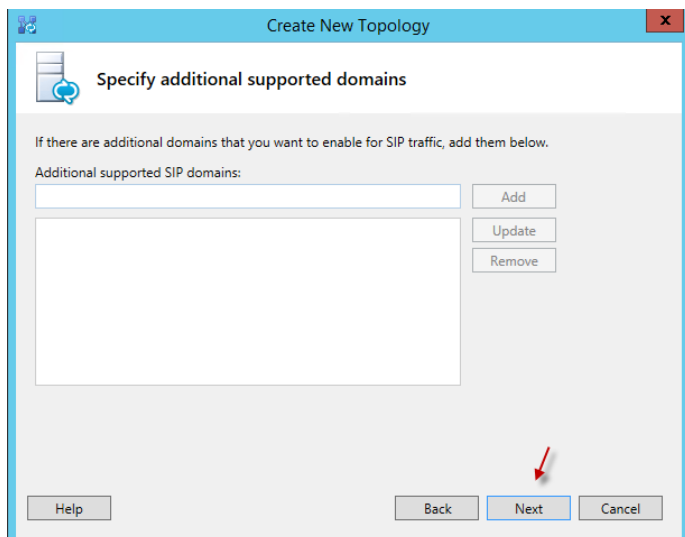 Create New Topology
x
Specify additional supported domains
If there are additional domains that you want to enable for SIP traffic, add them below.
Additional supported SIP domains:
Add
Update
Remove
Help
Back
Next
Cancel